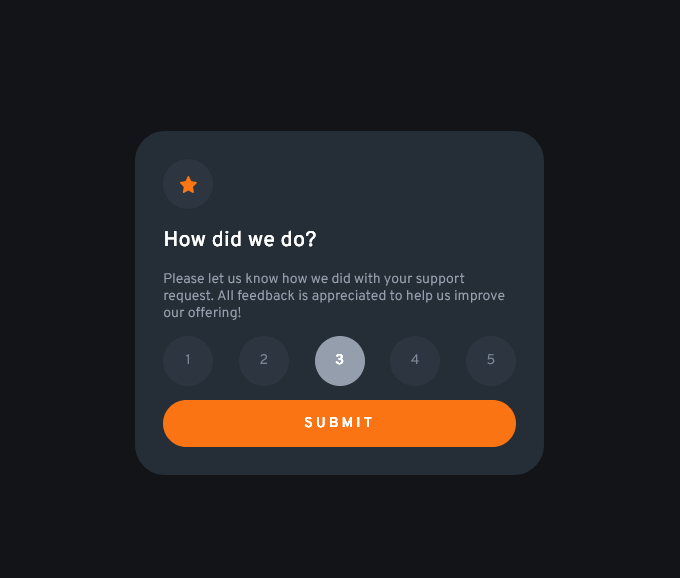 How did we do?
Please let us know how we did with your support
request. All feedback is appreciated to help us improve
our offering!
1 2 3 4 5
SUBMIT